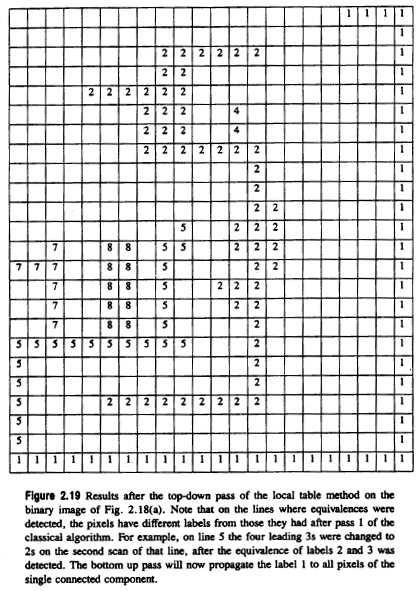 1 1 1 1
1
2 2 2 2 2 2 1
2 2 1
2 2 2 2 2 2 1
2 2 2 4 1
2 2 2 4 1
2 2 2 2 2 2 2 1
2 1
2 1
2 2 1
5 2 2 2 1
7 8 8 5 5 2 2 2 1
7 7 7 8 8 5 2 2 1
7 8 8 5 2 2 2 1
7 8 8 5 2 2 1
7 8 8 5 2 1
5 5 5 5 5 5 5 5 5 5 2 1
5 2 1
5 2 1
5 2 2 2 2 2 2 2 2 2 1
5 1
5 1
1 1 1 1 1 1 1 1 1 1 1 1 1 1 1 1 1 1 1 1 1 1
Figure 2.19 Results after the top-down pass of the local table method on the
binary image of Fig. 2.18(a). Note that on the lines where equivalences were
detected, the pixels have different labels from those they had after pass 1 of the
classical algorithm. For example, on line 5 the four leading 3s were changed to
2s on the second scan of that line, after the equivalence of labels 2 and 3 was
detected. The bottom up pass will now propagate the label 1 to all pixels of the
single connected component.